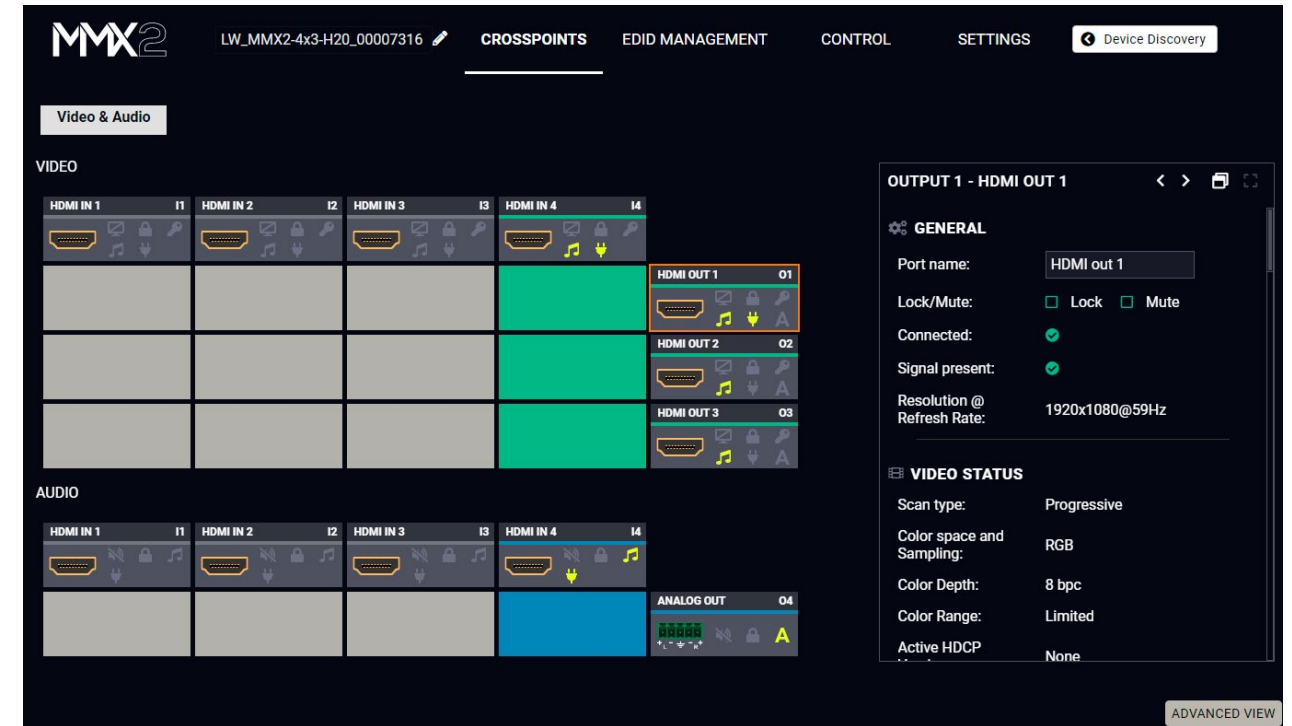 MMX2
LW_MMX2-4x3-H20_00007316
CROSSPOINTS
EDID MANAGEMENT
CONTROL
SETTINGS
Device Discovery
Video & Audio
VIDEO
HDMI IN 1 I1
HDMI IN 2 I2
HDMI IN 3 I3
HDMI IN 4 I4
HDMI OUT 1 O1
A
HDMI OUT 2 O2
A
HDMI OUT 3 O3
A
AUDIO
HDMI IN 1 I1
HDMI IN 2 I2
HDMI IN 3 I3
HDMI IN 4 I4
ANALOG OUT O4
+L- -R+
A
OUTPUT 1 - HDMI OUT 1
GENERAL
Port name: HDMI out 1
Lock/Mute: Lock Mute
Connected:
Signal present:
Resolution @
Refresh Rate: 1920x1080@59Hz
VIDEO STATUS
Scan type: Progressive
Color space and
Sampling: RGB
Color Depth: 8 bpc
Color Range: Limited
Active HDCP
None
ADVANCED VIEW